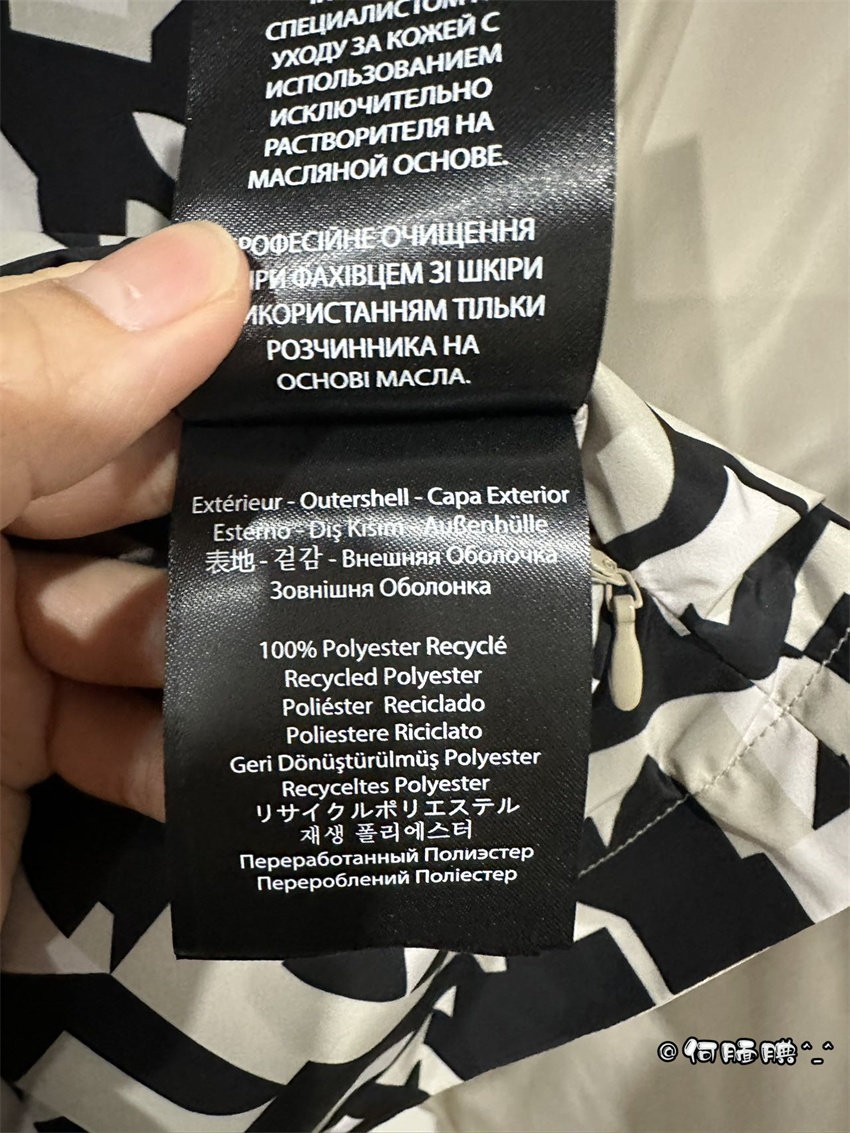 СПЕЦИАЛИСТОМ
УХОДУ ЗА КОЖЕЙ С
ИСПОЛЬЗОВАНИЕМ
ИСКЛЮЧИТЕЛЬНО
РАСТВОРИТЕЛЯ НА
МАСЛЯНОЙ ОСНОВЕ.
РОФЕСІЙНЕ ОЧИЩЕННЯ
ІРИ ФАХІВЦЕМ ЗІ ШКІРИ
ИКОРИСТАННЯМ ТІЛЬКИ
РОЗЧИННИКА НА
ОСНОВІ МАСЛА.
Extérieur - Outershell - Capa Exterior
Esterno - Dış Kısım - Außenhülle
表地 - 겉감 - Внешняя Оболочка
Зовнішня Оболонка
100% Polyester Recyclé
Recycled Polyester
Poliéster Reciclado
Poliestere Riciclato
Geri Dönüştürülmüş Polyester
Recyceltes Polyester
リサイクルポリエステル
재생 폴리에스터
Переработанный Полиэстер
Перероблений Поліестер
@何腼腆^_^